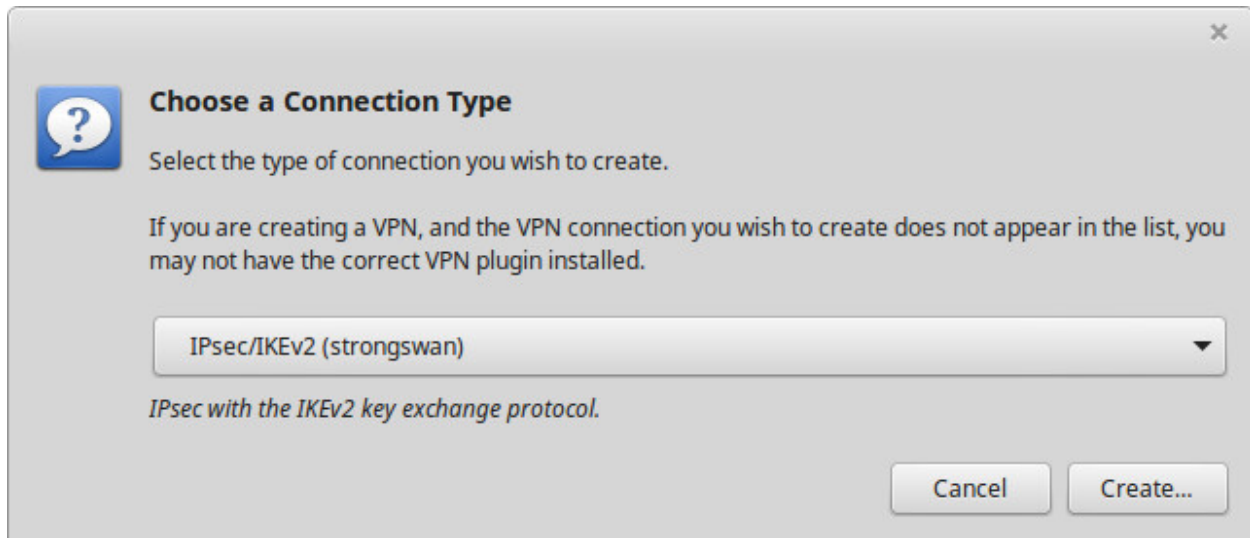 Choose a Connection Type
Select the type of connection you wish to create.
If you are creating a VPN, and the VPN connection you wish to create does not appear in the list, you
may not have the correct VPN plugin installed.
IPsec/IKEv2 (strongswan)
IPsec with the IKEv2 key exchange protocol.
Cancel Create...